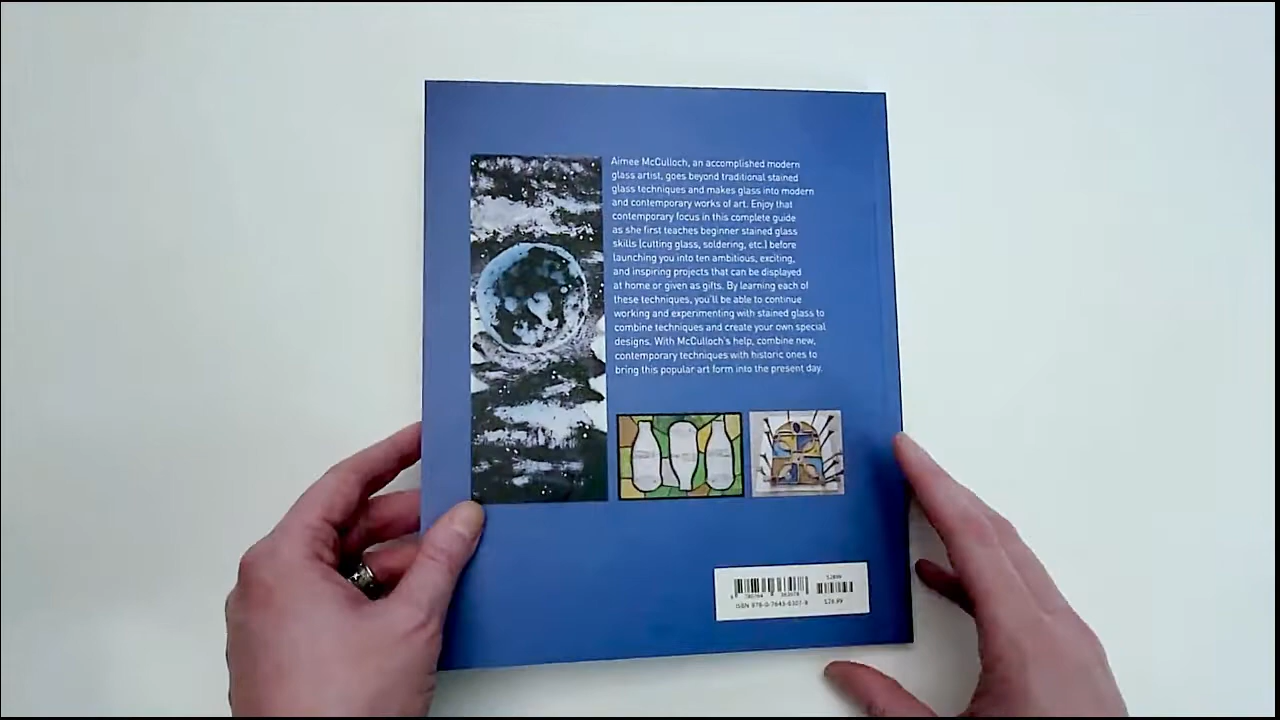 Aimee McCulloch, an accomplished modern
glass artist, goes beyond traditional stained
glass techniques and makes glass into modern
and contemporary works of art. Enjoy that
contemporary focus in this complete guide
as she first teaches beginner stained glass
skills (cutting glass, soldering, etc.) before
launching you into ten ambitious, exciting,
and inspiring projects that can be displayed
at home or given as gifts. By learning each of
these techniques, you'll be able to continue
working and experimenting with stained glass to
combine techniques and create your own special
designs. With McCulloch's help, combine new,
contemporary techniques with historic ones to
bring this popular art form into the present day.
ISBN 978-0-7643-